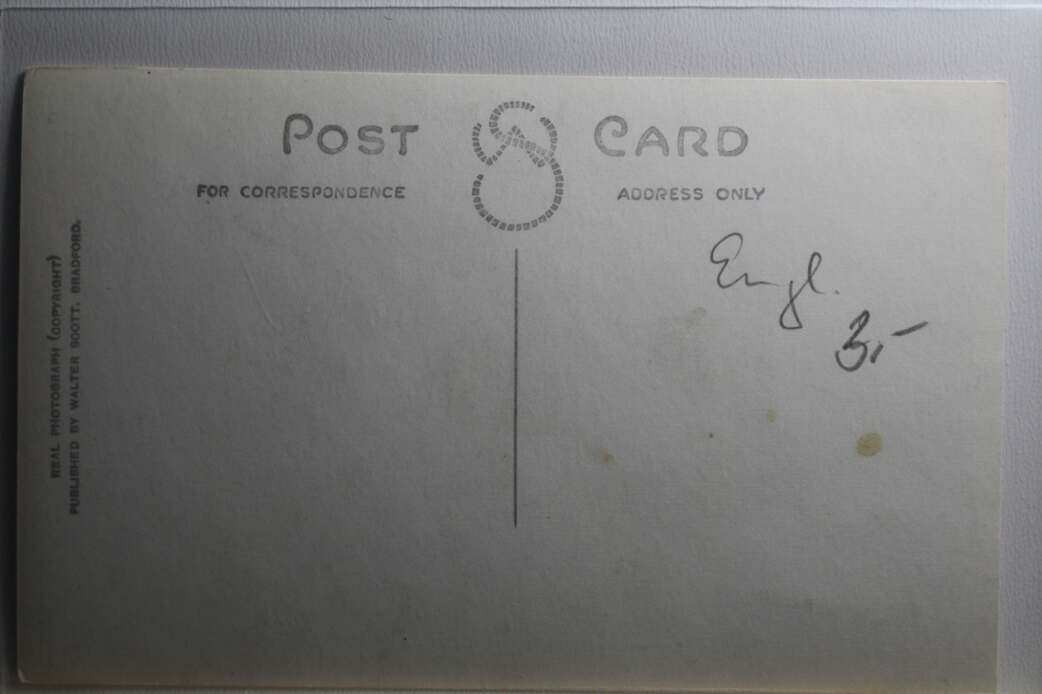 POST CARD
FOR CORRESPONDENCE
ADDRESS ONLY
Engl.
3,-
REAL PHOTOGRAPH (COPYRIGHT)
PUBLISHED BY WALTER SCOTT, BRADFORD.